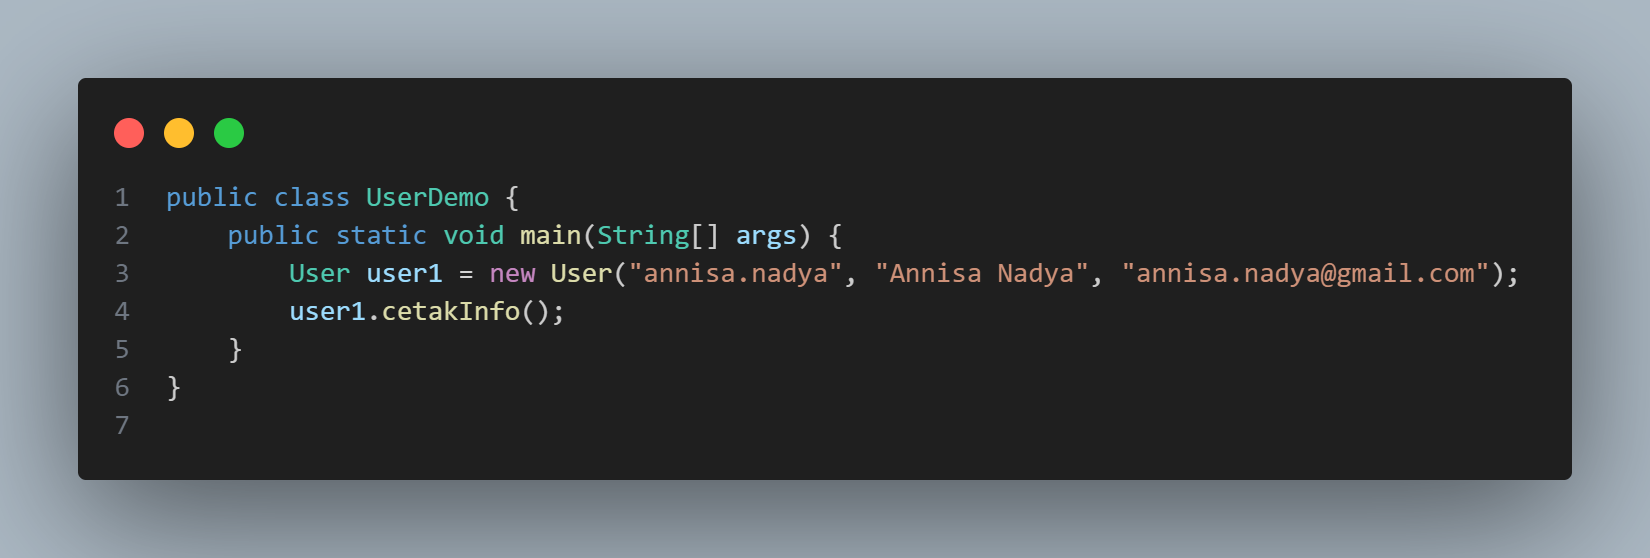 1 public class UserDemo {
2     public static void main(String[] args) {
3         User user1 = new User("annisa.nadya", "Annisa Nadya", "annisa.nadya@gmail.com");
4         user1.cetakInfo();
5     }
6 }
7